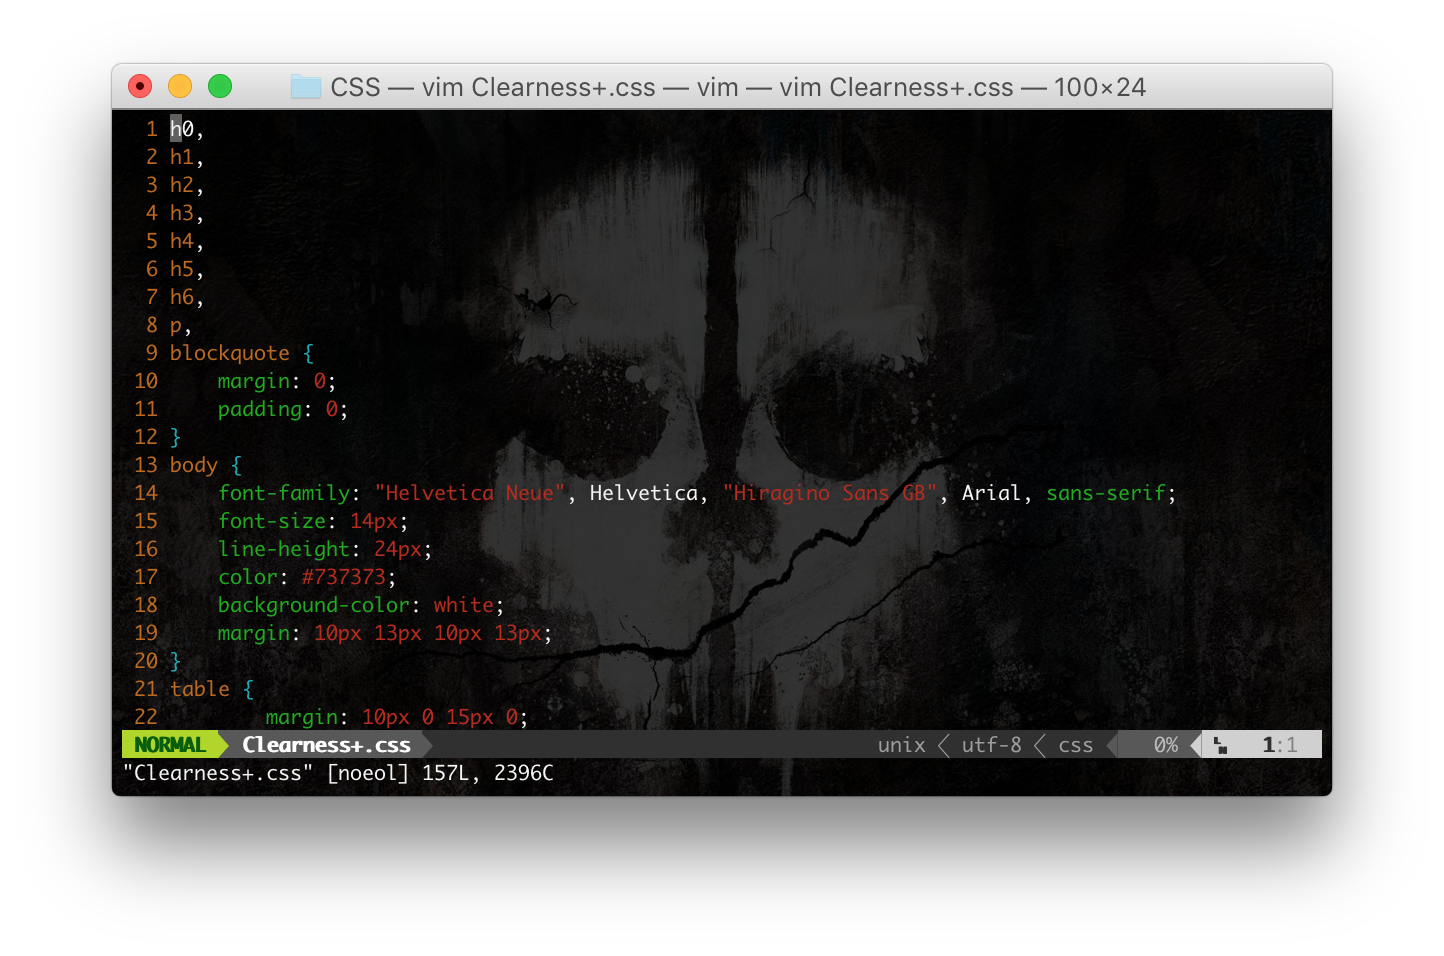 CSS — vim Clearness+.css — vim — vim Clearness+.css — 100×24
1 h0,
2 h1,
3 h2,
4 h3,
5 h4,
6 h5,
7 h6,
8 p,
9 blockquote {
10     margin: 0;
11     padding: 0;
12 }
13 body {
14     font-family: "Helvetica Neue", Helvetica, "Hiragino Sans GB", Arial, sans-serif;
15     font-size: 14px;
16     line-height: 24px;
17     color: #737373;
18     background-color: white;
19     margin: 10px 13px 10px 13px;
20 }
21 table {
22         margin: 10px 0 15px 0;
NORMAL Clearness+.css unix utf-8 css 0% LN 1:1
"Clearness+.css" [noeol] 157L, 2396C